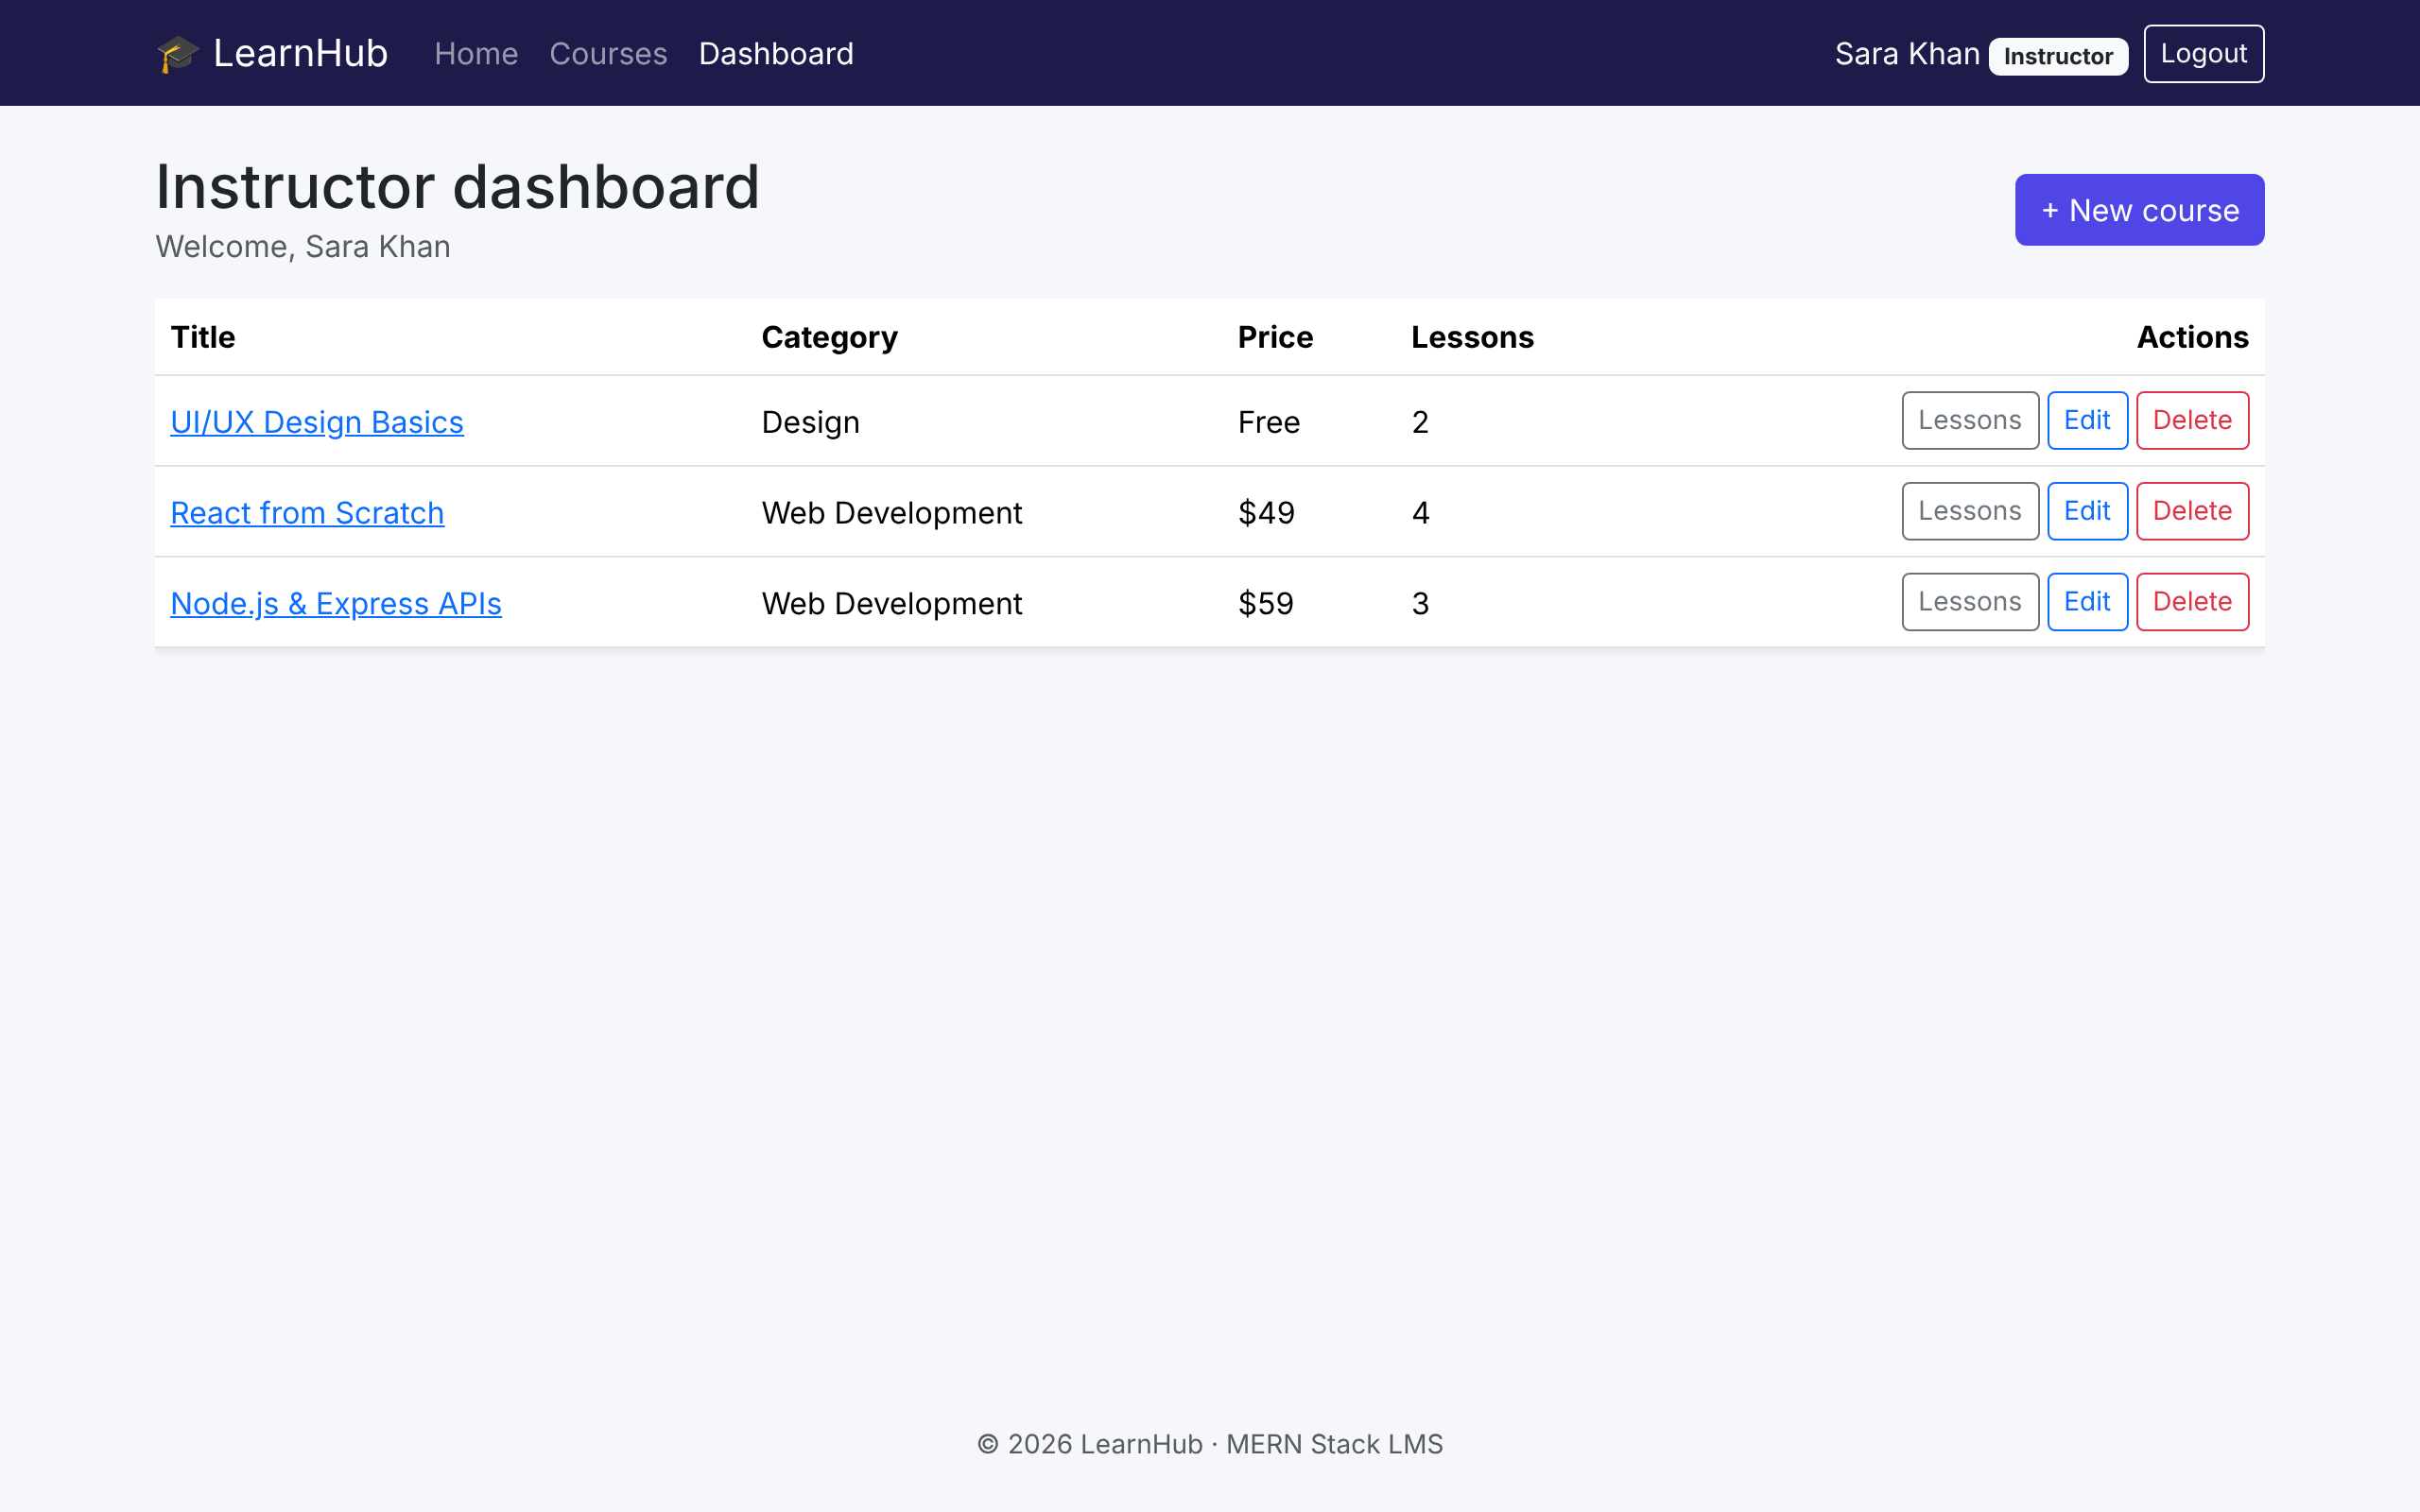 🎓 LearnHub Home Courses Dashboard Sara Khan Instructor Logout
Instructor dashboard
+ New course
Welcome, Sara Khan
Title Category Price Lessons Actions
UI/UX Design Basics Design Free 2 Lessons Edit Delete
React from Scratch Web Development $49 4 Lessons Edit Delete
Node.js & Express APIs Web Development $59 3 Lessons Edit Delete
© 2026 LearnHub · MERN Stack LMS